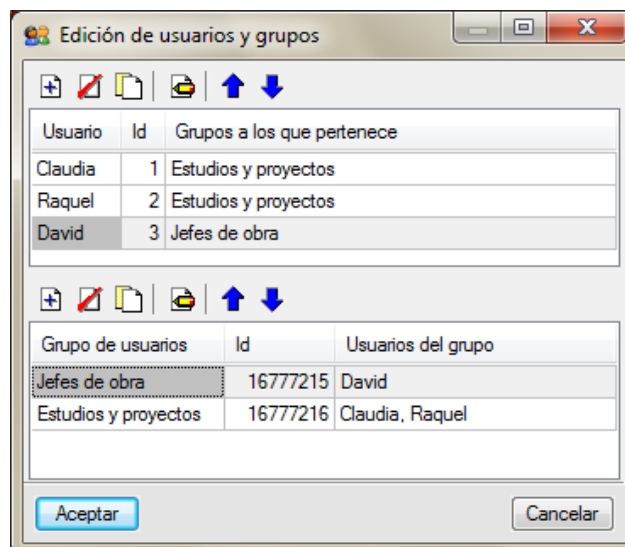 Edición de usuarios y grupos
Usuario Id Grupos a los que pertenece
Claudia 1 Estudios y proyectos
Raquel 2 Estudios y proyectos
David 3 Jefes de obra
Grupo de usuarios Id Usuarios del grupo
Jefes de obra 16777215 David
Estudios y proyectos 16777216 Claudia, Raquel
Aceptar Cancelar